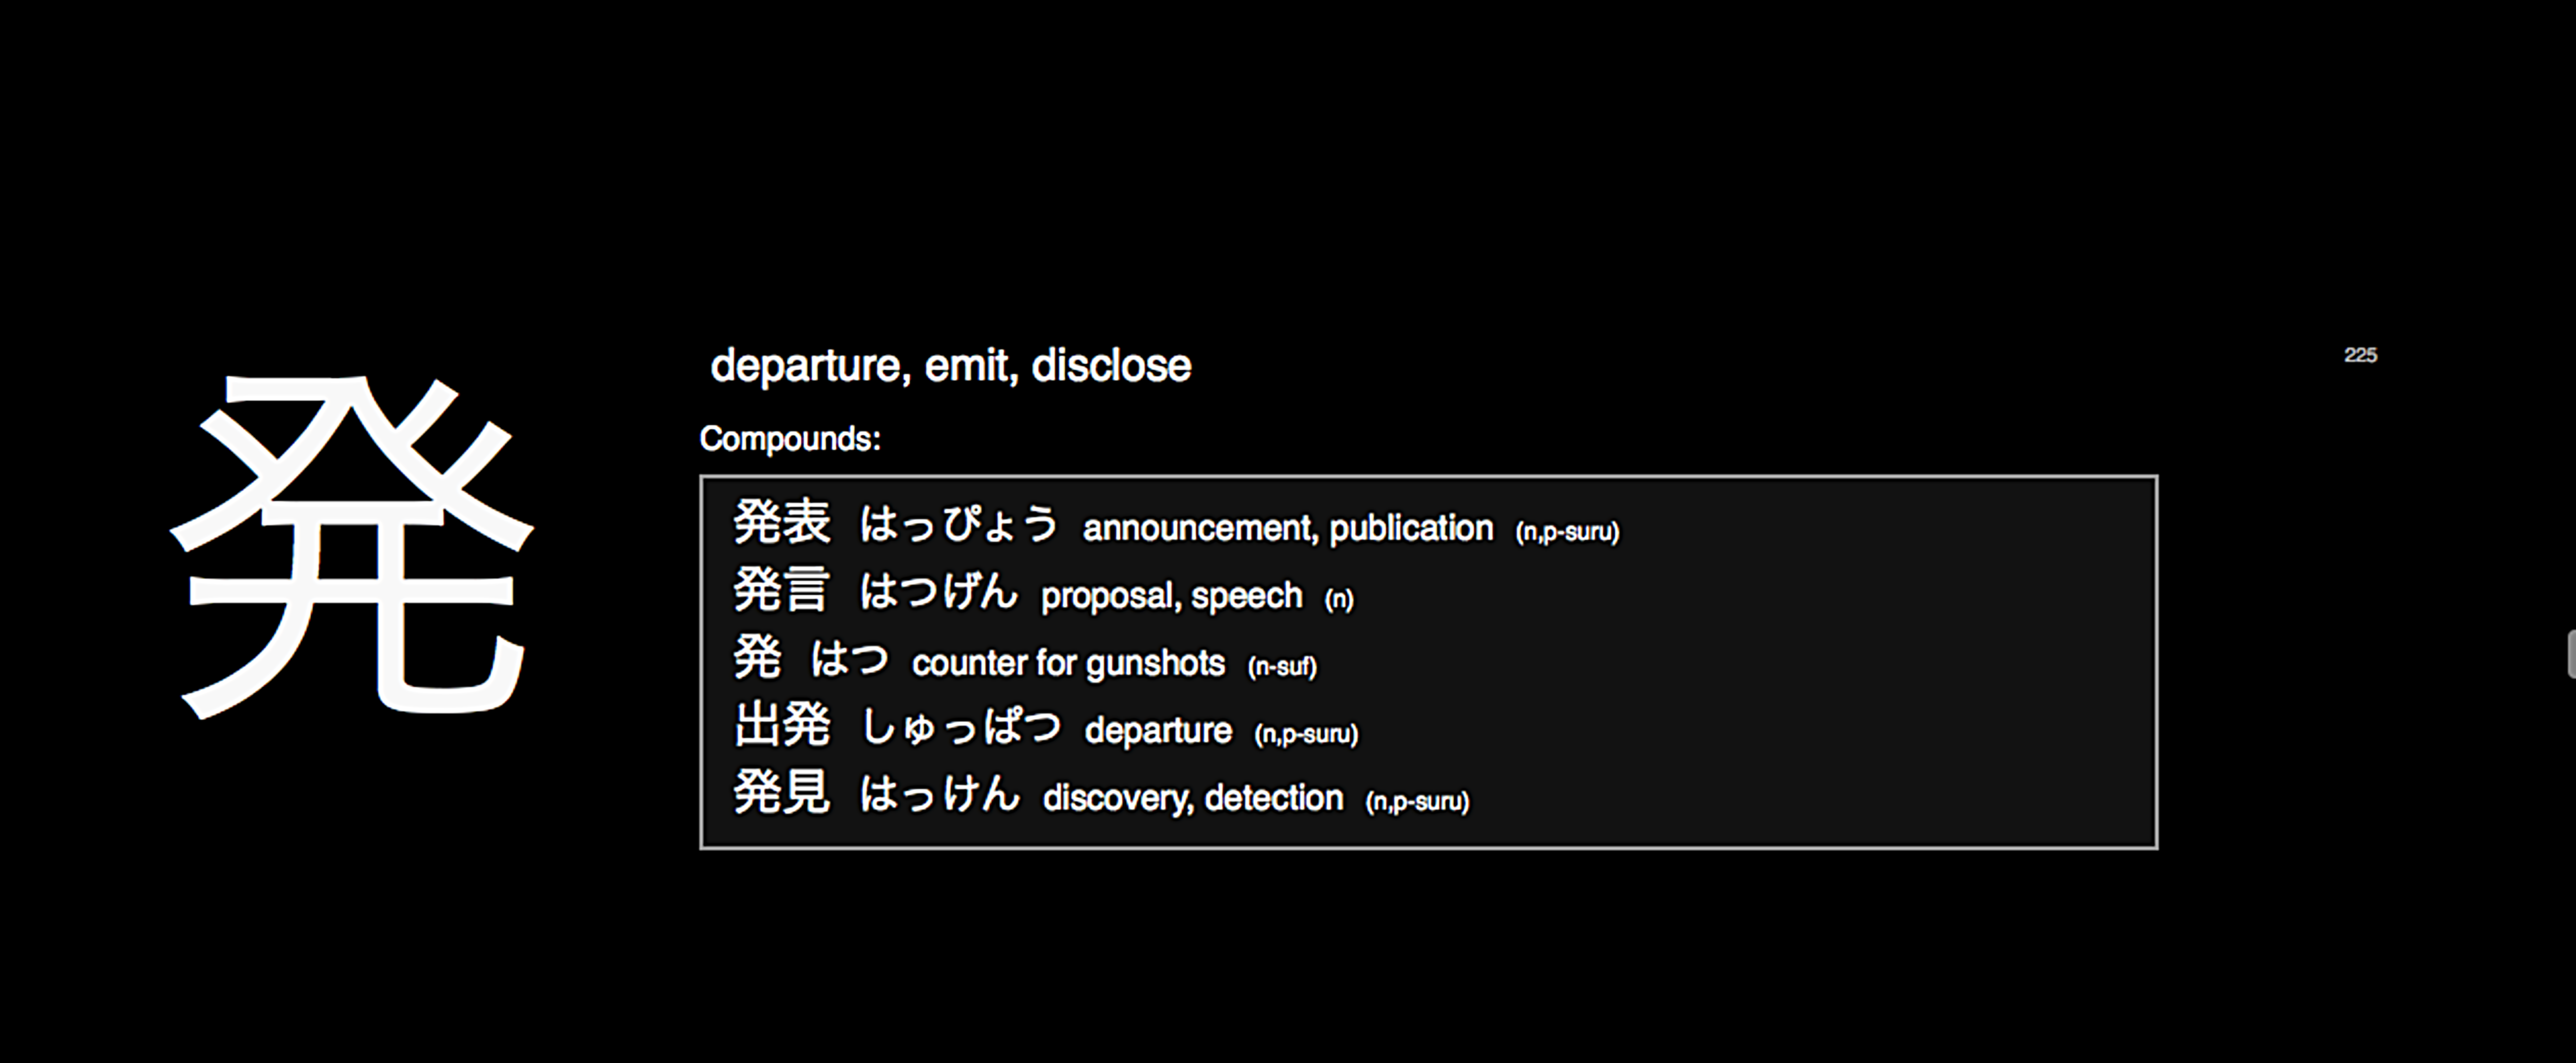 発
departure, emit, disclose
225
Compounds:
発表 はっぴょう announcement, publication (n,p-suru)
発言 はつげん proposal, speech (n)
発 はつ counter for gunshots (n-suf)
出発 しゅっぱつ departure (n,p-suru)
発見 はっけん discovery, detection (n,p-suru)